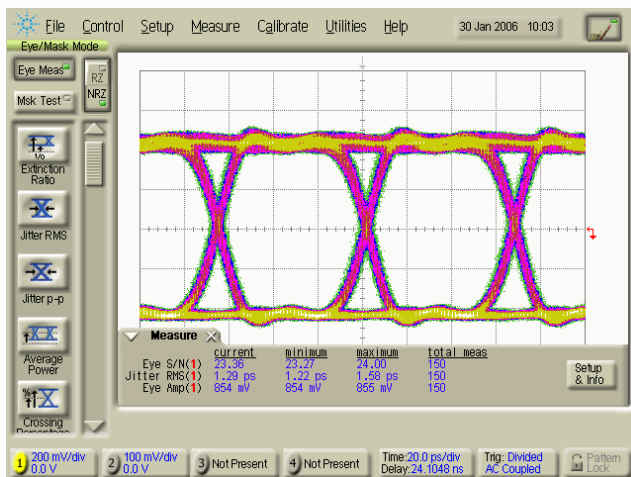 File Control Setup Measure Calibrate Utilities Help 30 Jan 2006 10:03
Eye/Mask Mode
Eye Meas
RZ
NRZ
Msk Test
1/0
Extinction
Ratio
Jitter RMS
Jitter p-p
Average
Power
Crossing
Measure
current minimum maximum total meas
Eye S/N(1) 23.36 23.27 24.00 150
Jitter RMS(1) 1.29 ps 1.22 ps 1.58 ps 150
Eye Amp(1) 854 mV 854 mV 855 mV 150
Setup
& Info
1 200 mV/div
0.0 V
2 100 mV/div
0.0 V
3 Not Present
4 Not Present
Time:20.0 ps/div
Delay:24.1048 ns
Trig: Divided
AC Coupled
Pattern
Lock